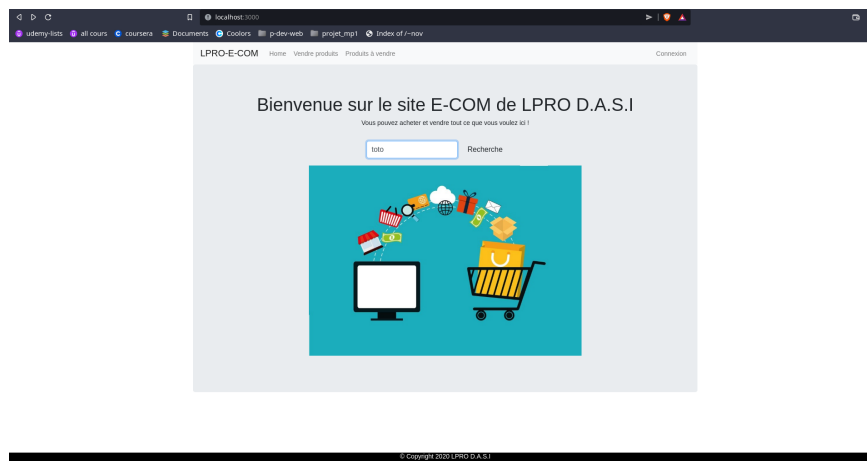 localhost:3000
udemy-lists all cours coursera Documents Coolors p-dev-web projet_mp1 Index of /~nov
LPRO-E-COM Home Vendre produits Produits à vendre Connexion
Bienvenue sur le site E-COM de LPRO D.A.S.I
Vous pouvez acheter et vendre tout ce que vous voulez ici !
toto Recherche
© Copyright 2020 LPRO D.A.S.I